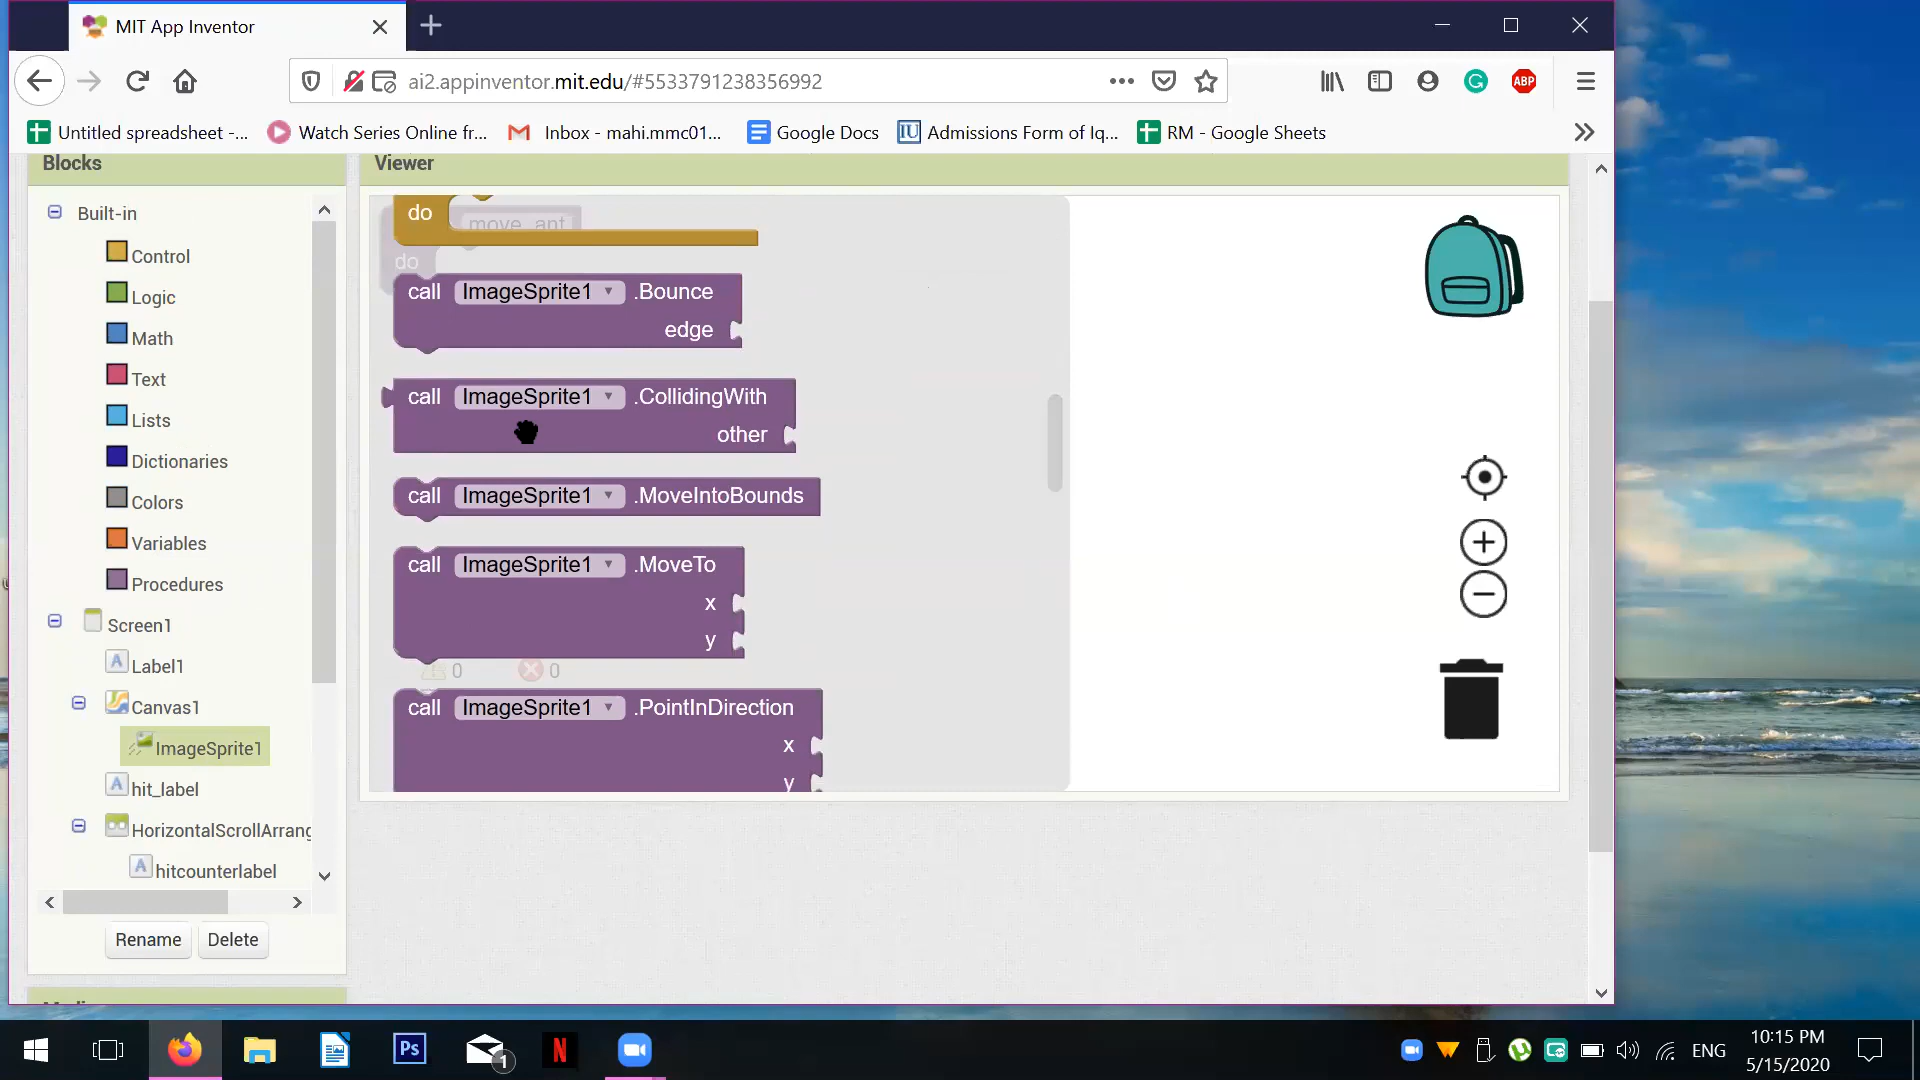 MIT App Inventor
ai2.appinventor.mit.edu/#5533791238356992
ABP
Untitled spreadsheet -...
Watch Series Online fr...
Inbox - mahi.mmc01...
Google Docs
IU
Admissions Form of Iq...
RM - Google Sheets
Blocks
Viewer
Built-in
Control
Logic
Math
Text
Lists
Dictionaries
Colors
Variables
Procedures
Screen1
A Label1
Canvas1
ImageSprite1
A hit_label
HorizontalScrollArrang
A hitcounterlabel
Rename
Delete
do
move_ant
do
call ImageSprite1 .Bounce
edge
call ImageSprite1 .CollidingWith
other
call ImageSprite1 .MoveIntoBounds
call ImageSprite1 .MoveTo
x
y
0 0
call ImageSprite1 .PointInDirection
x
y
Ps
1
N
ENG
10:15 PM
5/15/2020